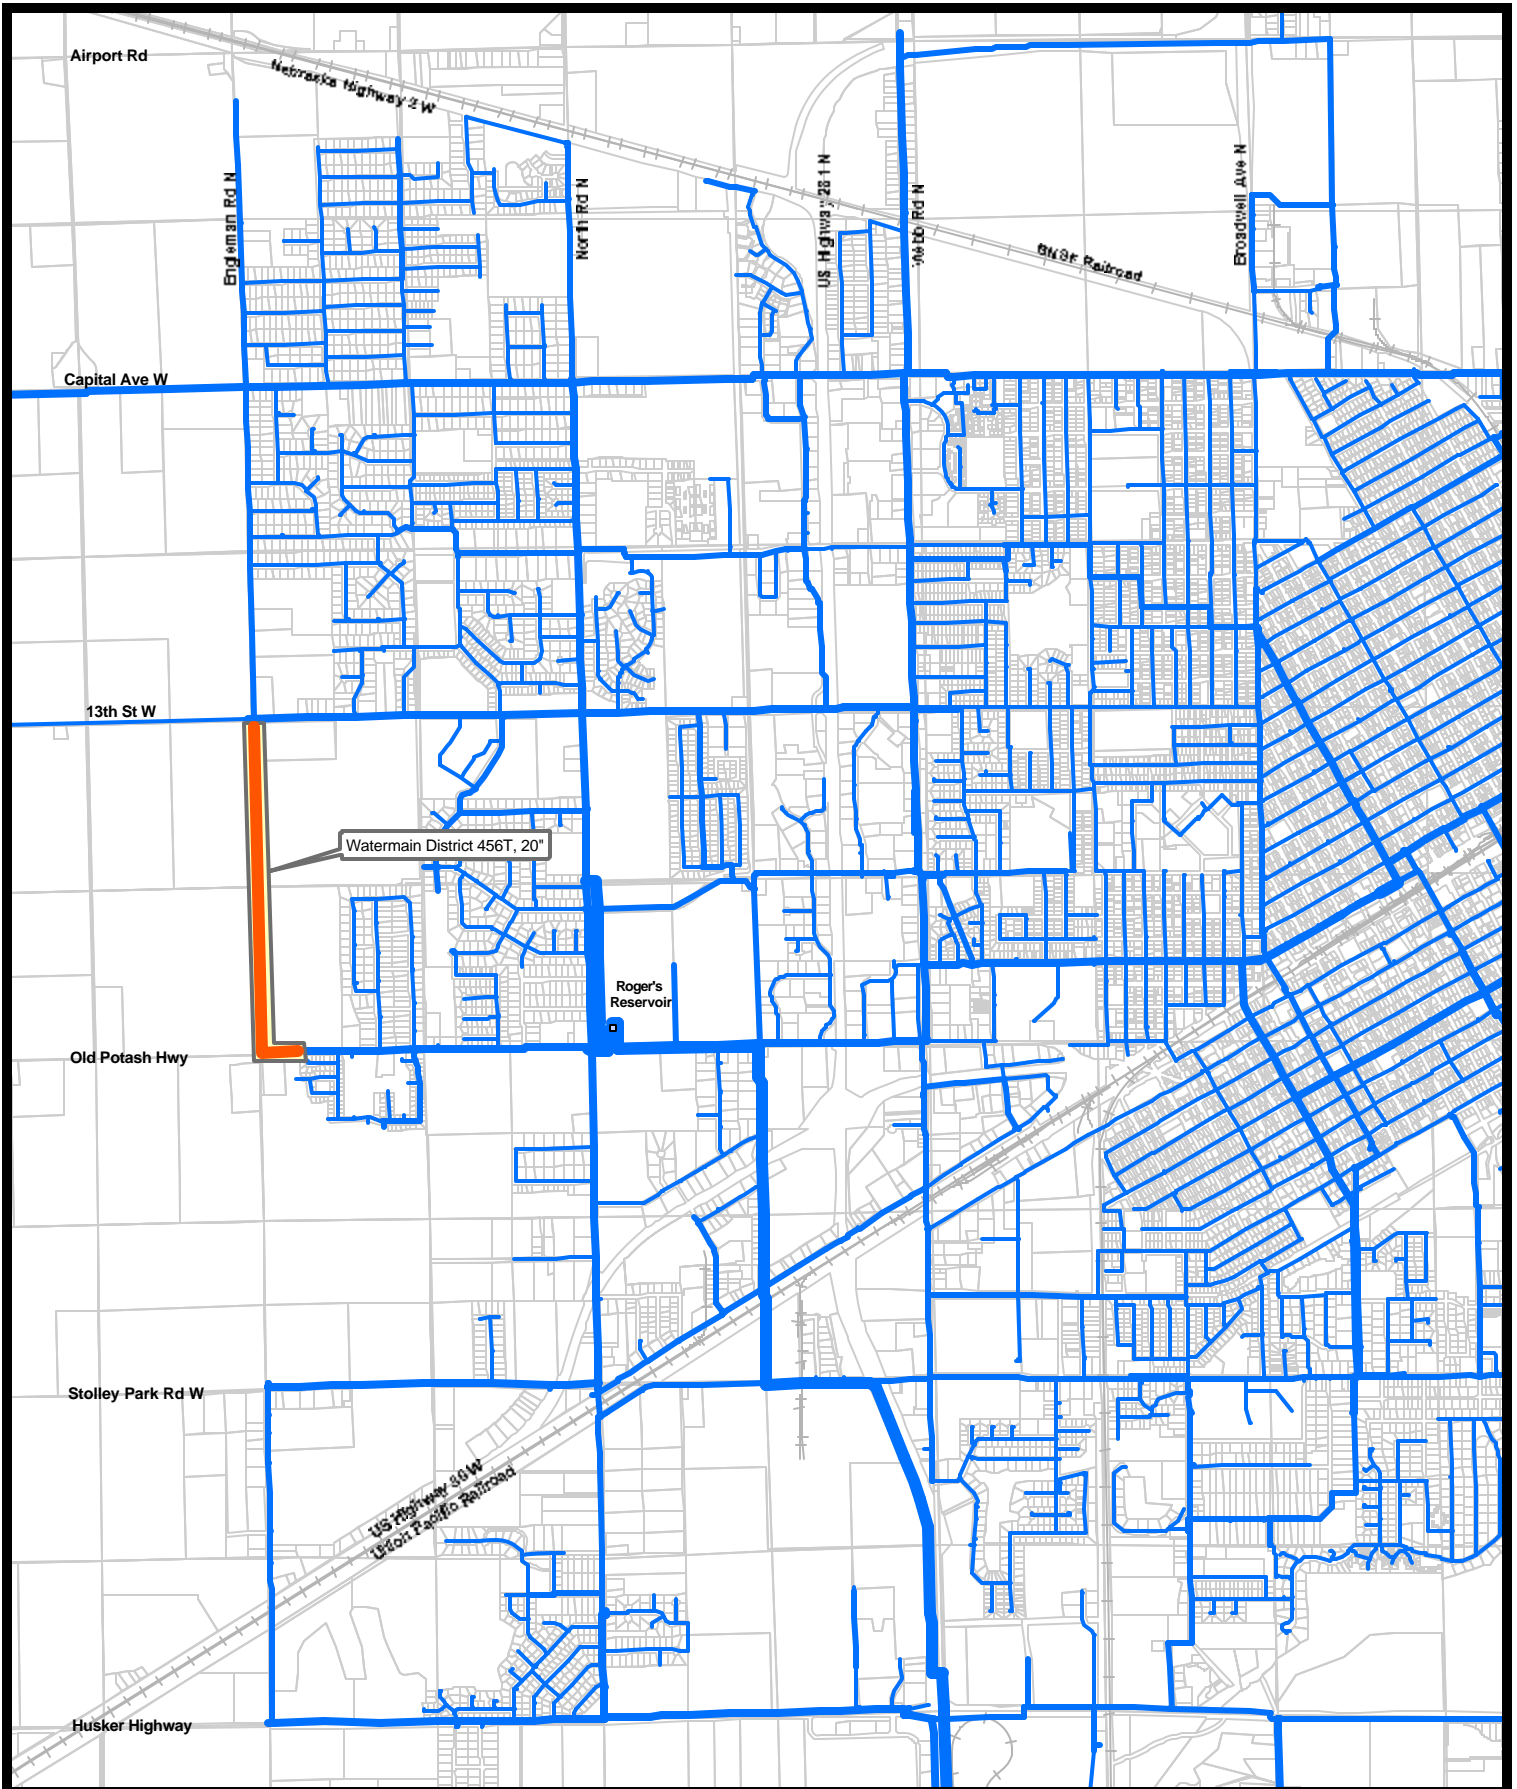 Airport Rd
Nebraska Highway 2 W
Engleman Rd N
North Rd N
US Highway 281 N
Webb Rd N
Broadwell Ave N
BNSF Railroad
Capital Ave W
13th St W
Watermain District 456T, 20"
Roger's
Reservoir
Old Potash Hwy
Stolley Park Rd W
US Highway 30 W
Union Pacific Railroad
Husker Highway